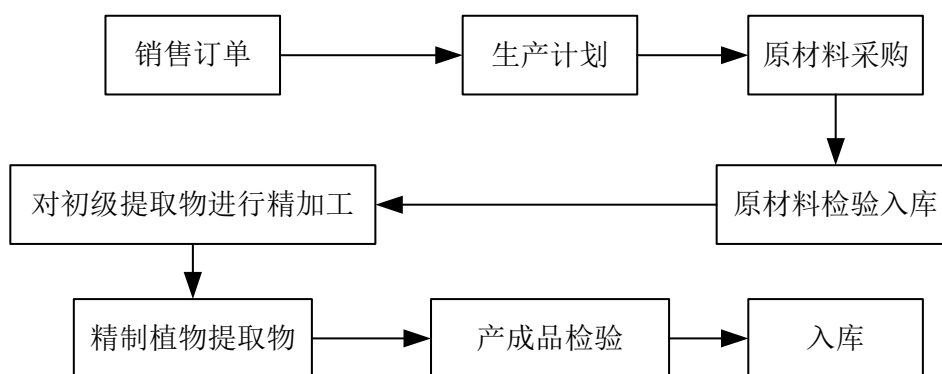 销售订单
生产计划
原材料采购
原材料检验入库
对初级提取物进行精加工
精制植物提取物
产成品检验
入库